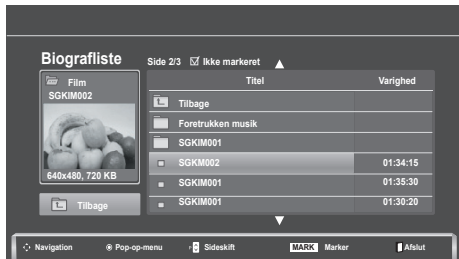 Biografliste
Side 2/3 ☑ Ikke markeret
Film
SGKIM002
640x480, 720 KB
Tilbage
Titel Varighed
Tilbage
Foretrukken musik
SGKIM001
SGKM002 01:34:15
SGKIM001 01:35:30
SGKIM001 01:30:20
Navigation Pop-op-menu P Sideskift MARK Marker Afslut